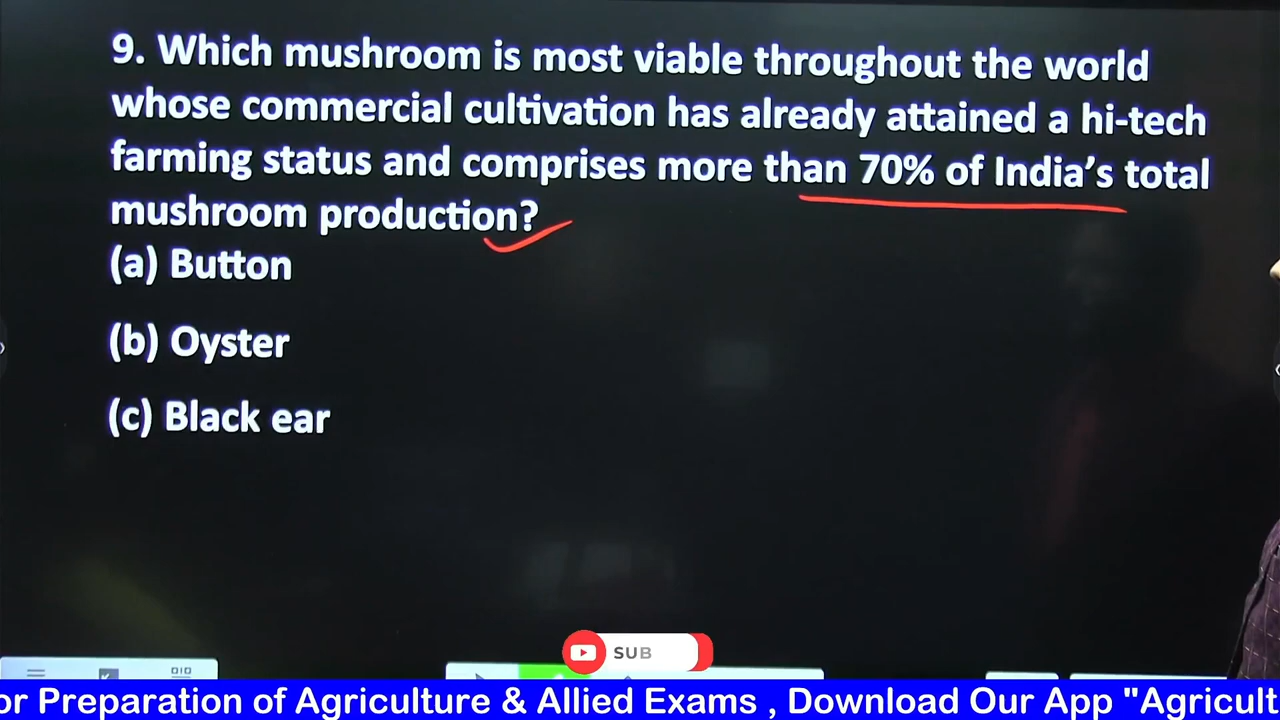 9. Which mushroom is most viable throughout the world
whose commercial cultivation has already attained a hi-tech
farming status and comprises more than 70% of India’s total
mushroom production?
(a) Button
(b) Oyster
(c) Black ear
SUB
or Preparation of Agriculture & Allied Exams , Download Our App "Agricult